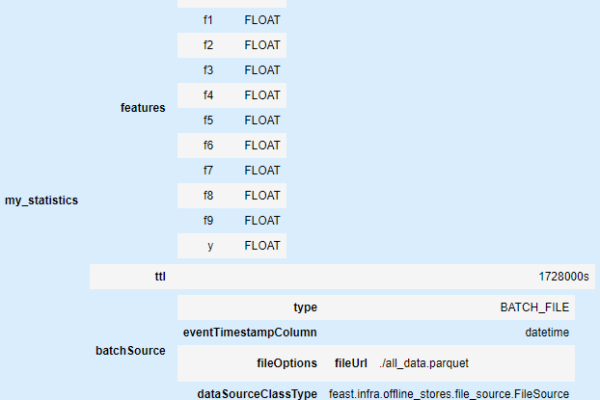 f1 FLOAT
f2 FLOAT
f3 FLOAT
features f4 FLOAT
f5 FLOAT
f6 FLOAT
f7 FLOAT
my_statistics f8 FLOAT
f9 FLOAT
y FLOAT
ttl 1728000s
type BATCH_FILE
eventTimestampColumn datetime
batchSource
fileOptions fileUrl ./all_data.parquet
dataSourceClassType feast.infra.offline_stores.file_source.FileSource